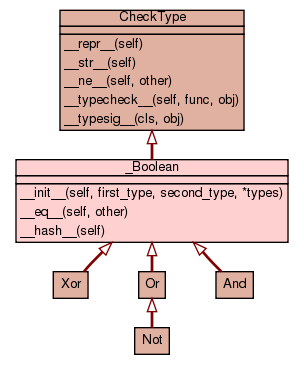 CheckType
__repr__(self)
__str__(self)
__ne__(self, other)
__typecheck__(self, func, obj)
__typesig__(cls, obj)
_Boolean
__init__(self, first_type, second_type, *types)
__eq__(self, other)
__hash__(self)
Xor
Or
And
Not